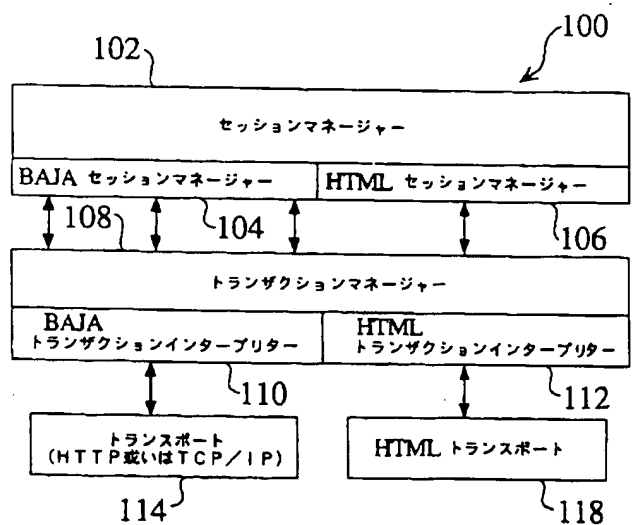 102
100
セッションマネージャー
BAJA セッションマネージャー
HTML セッションマネージャー
108
104
106
トランザクションマネージャー
BAJA
トランザクションインタープリター
HTML
トランザクションインタープリター
110
112
トランスポート
(HTTP或いはTCP/IP)
HTML トランスポート
114
118